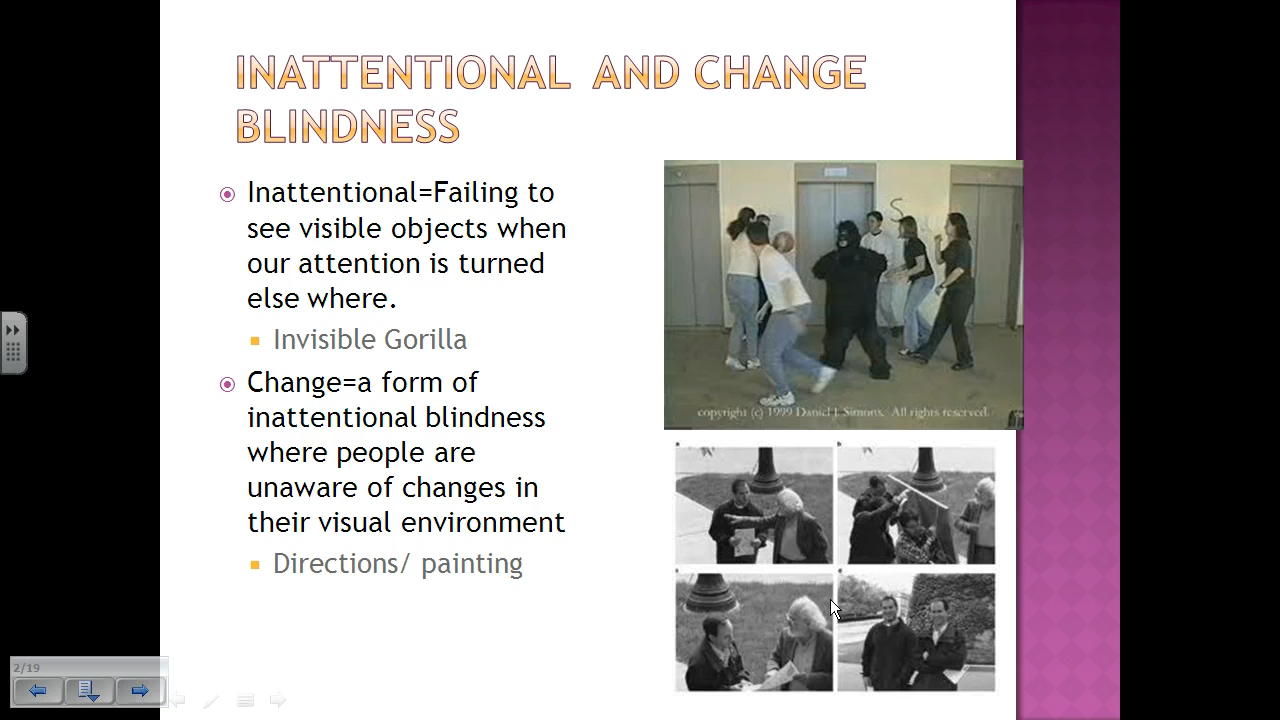 INATTENTIONAL AND CHANGE
BLINDNESS
Inattentional=Failing to
see visible objects when
our attention is turned
else where.
Invisible Gorilla
Change=a form of
inattentional blindness
where people are
unaware of changes in
their visual environment
Directions/ painting
S
copyright (c) 1999 Daniel J. Simons. All rights reserved.
a
b
c
d
2/19